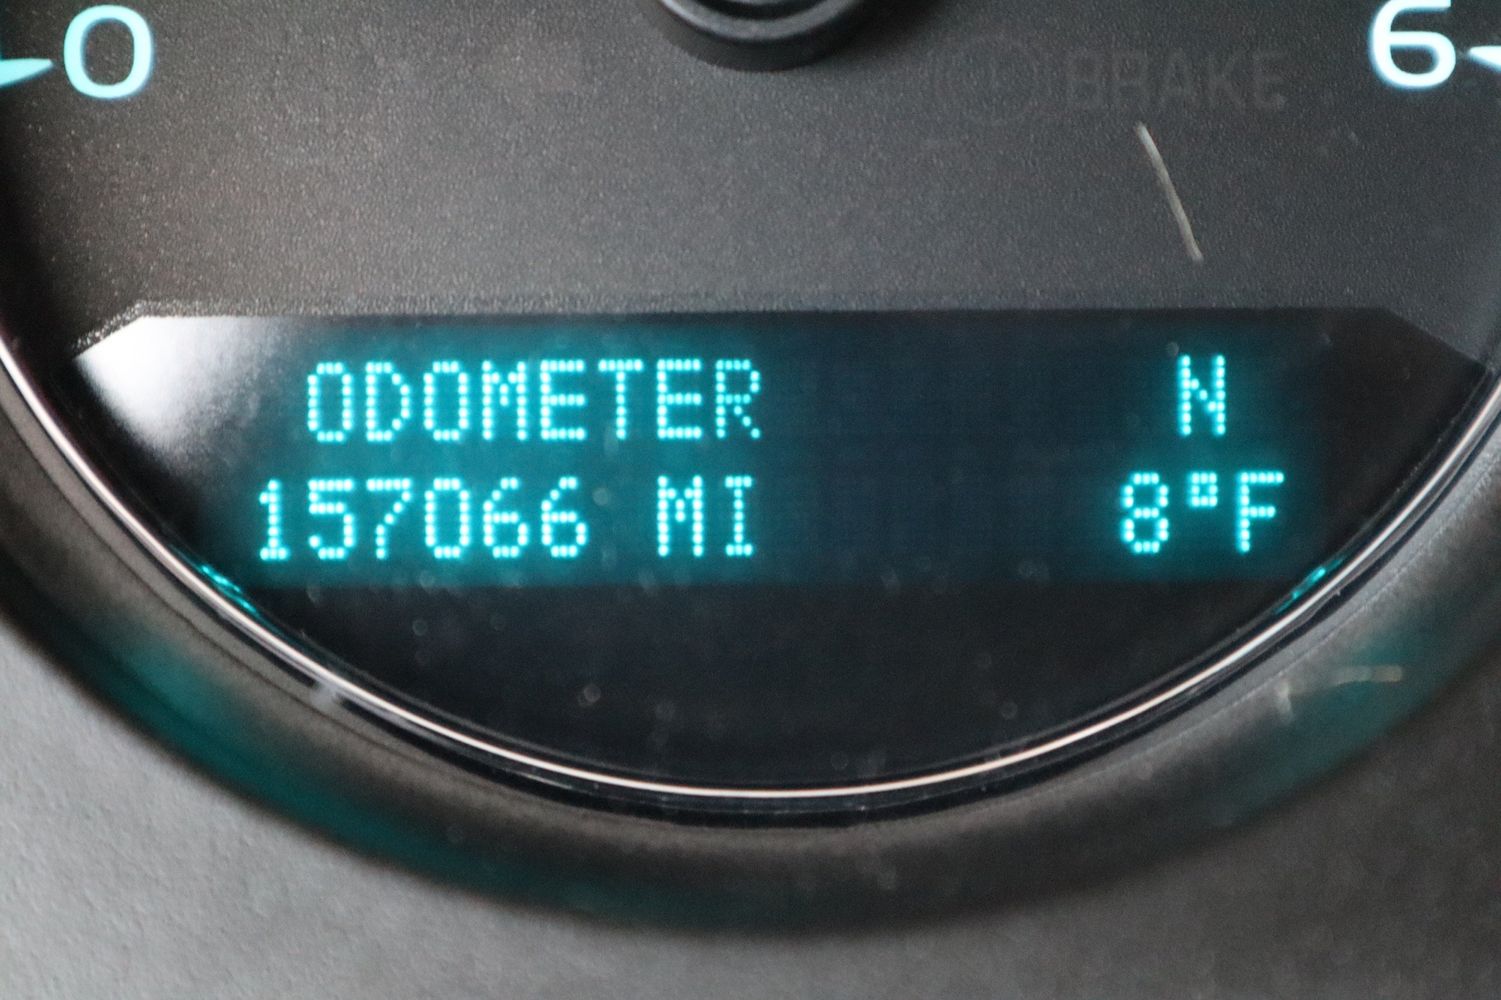 0
6
BRAKE
ODOMETER N
157066 MI 8°F